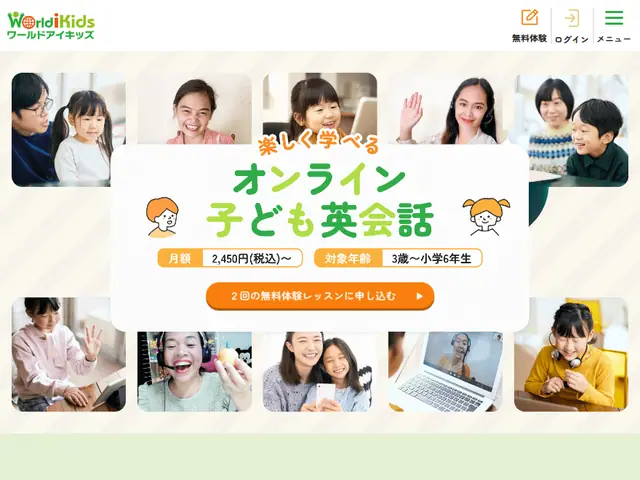 WorldiKids
ワールドアイキッズ
無料体験
ログイン
メニュー
楽しく学べる
オンライン
子ども英会話
月額 2,450円(税込)〜
対象年齢 3歳〜小学6年生
2回の無料体験レッスンに申し込む